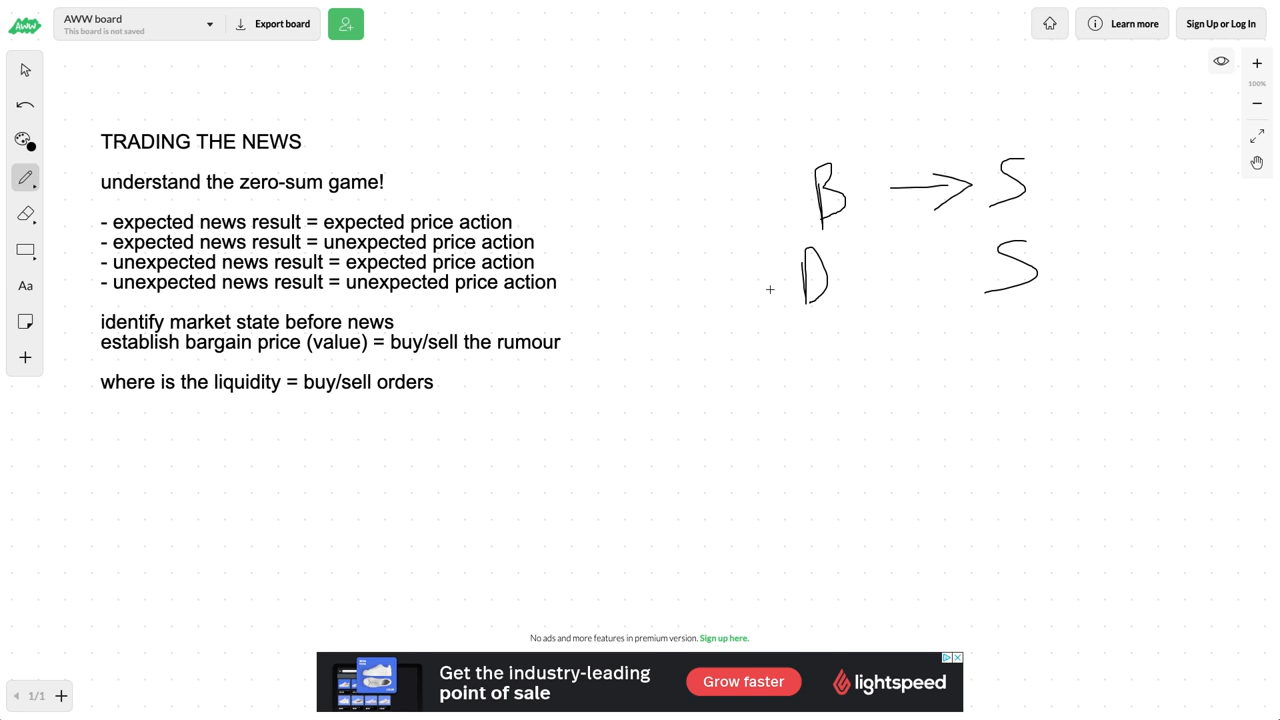 AWW
AWW board
This board is not saved
Export board
Learn more
Sign Up or Log In
100%
TRADING THE NEWS
understand the zero-sum game!
- expected news result = expected price action
- expected news result = unexpected price action
- unexpected news result = expected price action
- unexpected news result = unexpected price action
identify market state before news
establish bargain price (value) = buy/sell the rumour
where is the liquidity = buy/sell orders
B → S
D S
Aa
No ads and more features in premium version. Sign up here.
Get the industry-leading
point of sale
Grow faster
lightspeed
1/1